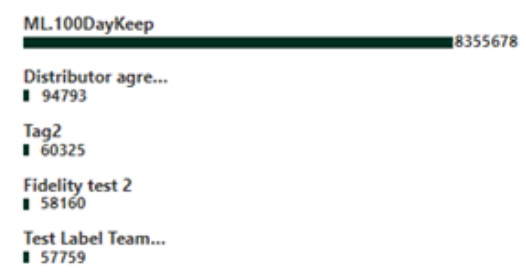 ML.100DayKeep
8355678
Distributor agre...
94793
Tag2
60325
Fidelity test 2
58160
Test Label Team...
57759